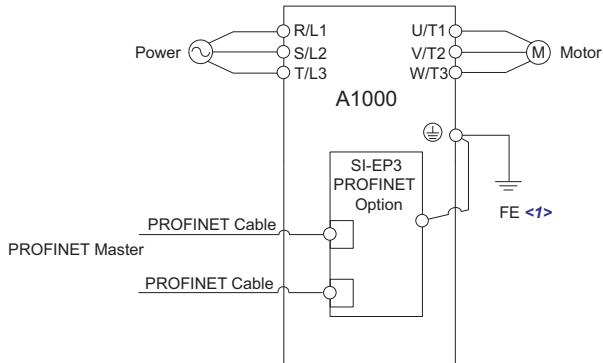 R/L1
U/T1
Power
S/L2
V/T2
M
Motor
T/L3
W/T3
A1000
SI-EP3
PROFINET
Option
FE <1>
PROFINET Cable
PROFINET Master
PROFINET Cable